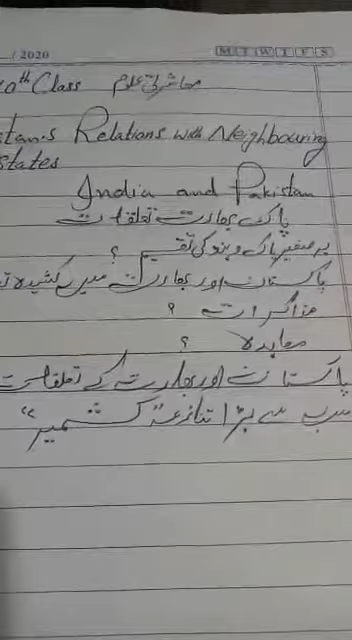 / 2020 M T W T F S
10th Class معاشرتی علوم
stan's Relations with Neighbouring
states
India and Pakistan
پاک بھارت تعلقات
برصغیر پاک و ہند کی تقسیم ؟
پاکستان اور بھارت میں کشیدہ
مذاکرات ؟
معاہدہ ؟
پاکستان اور بھارت کے تعلقات
سب سے بڑا تنازعہ "کشمیر"